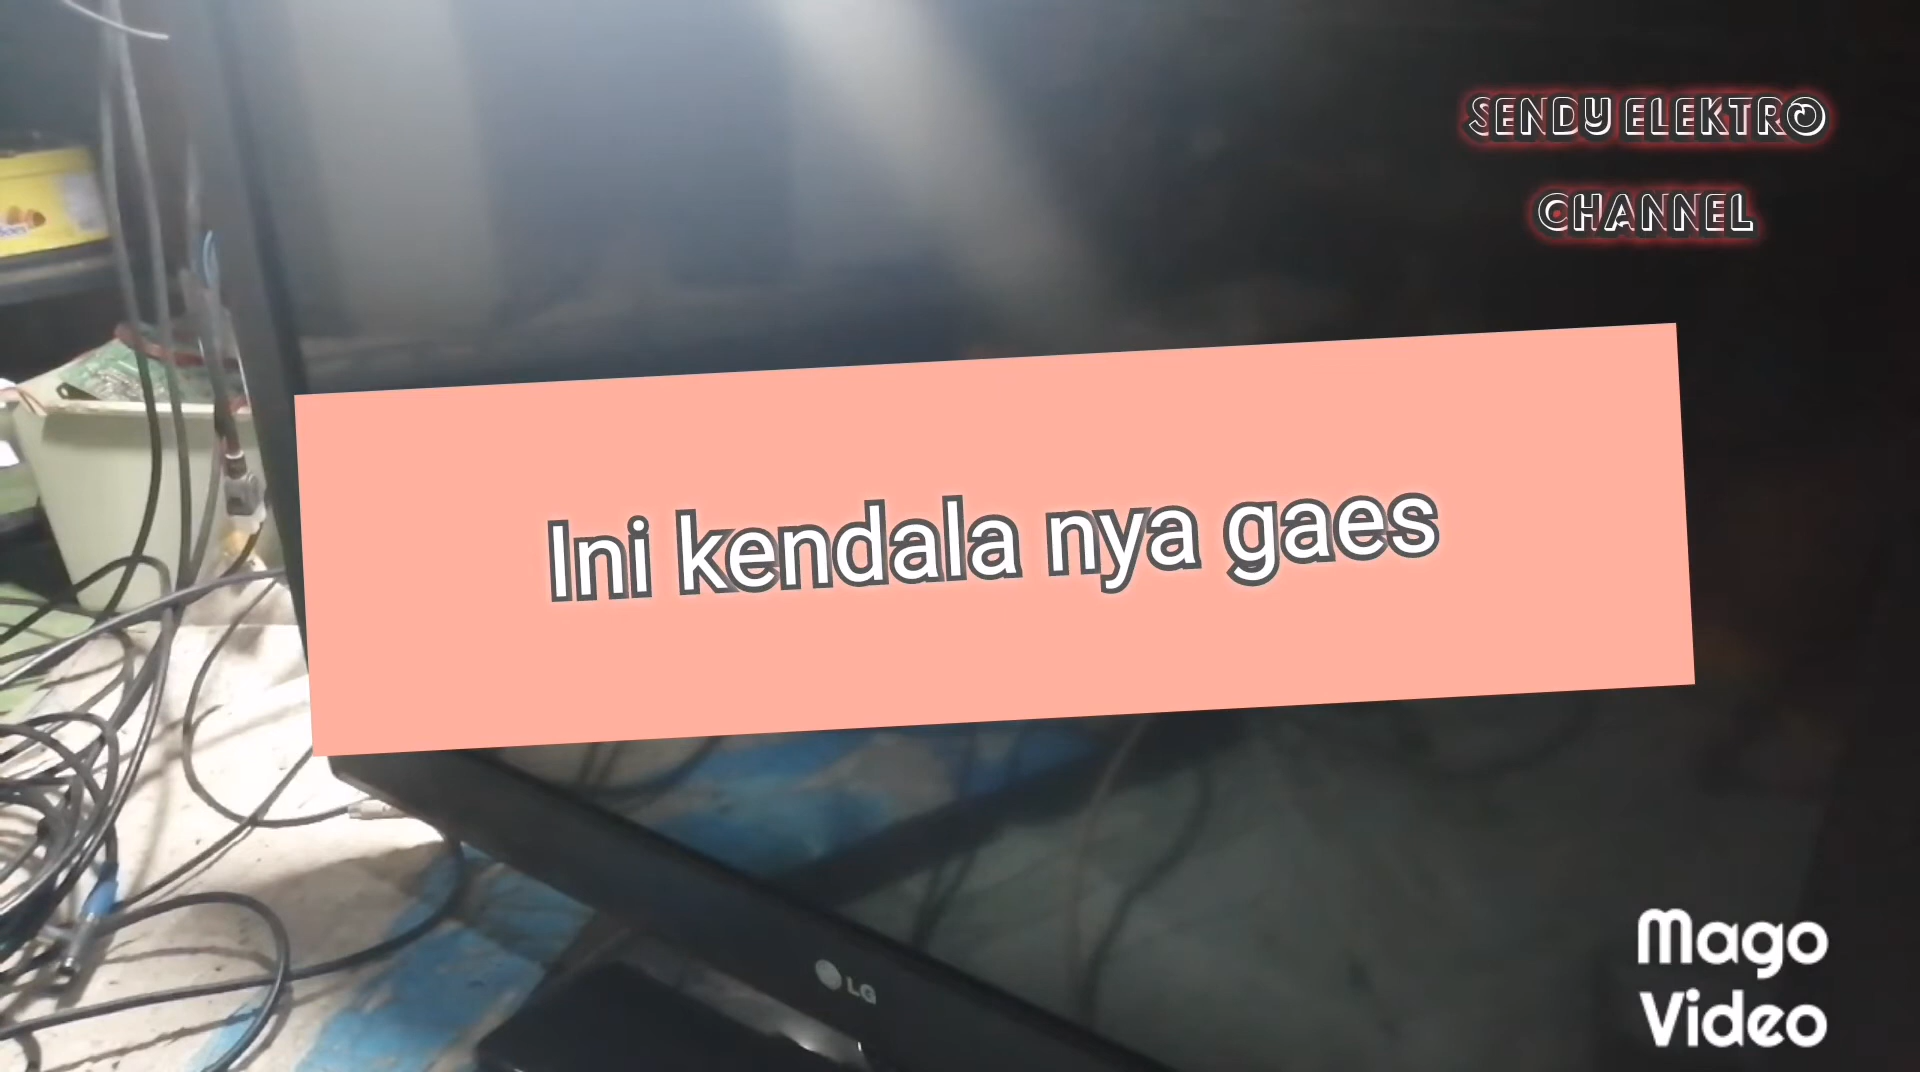 SENDY ELEKTRO
CHANNEL
Ini kendala nya gaes
LG
Mago
Video